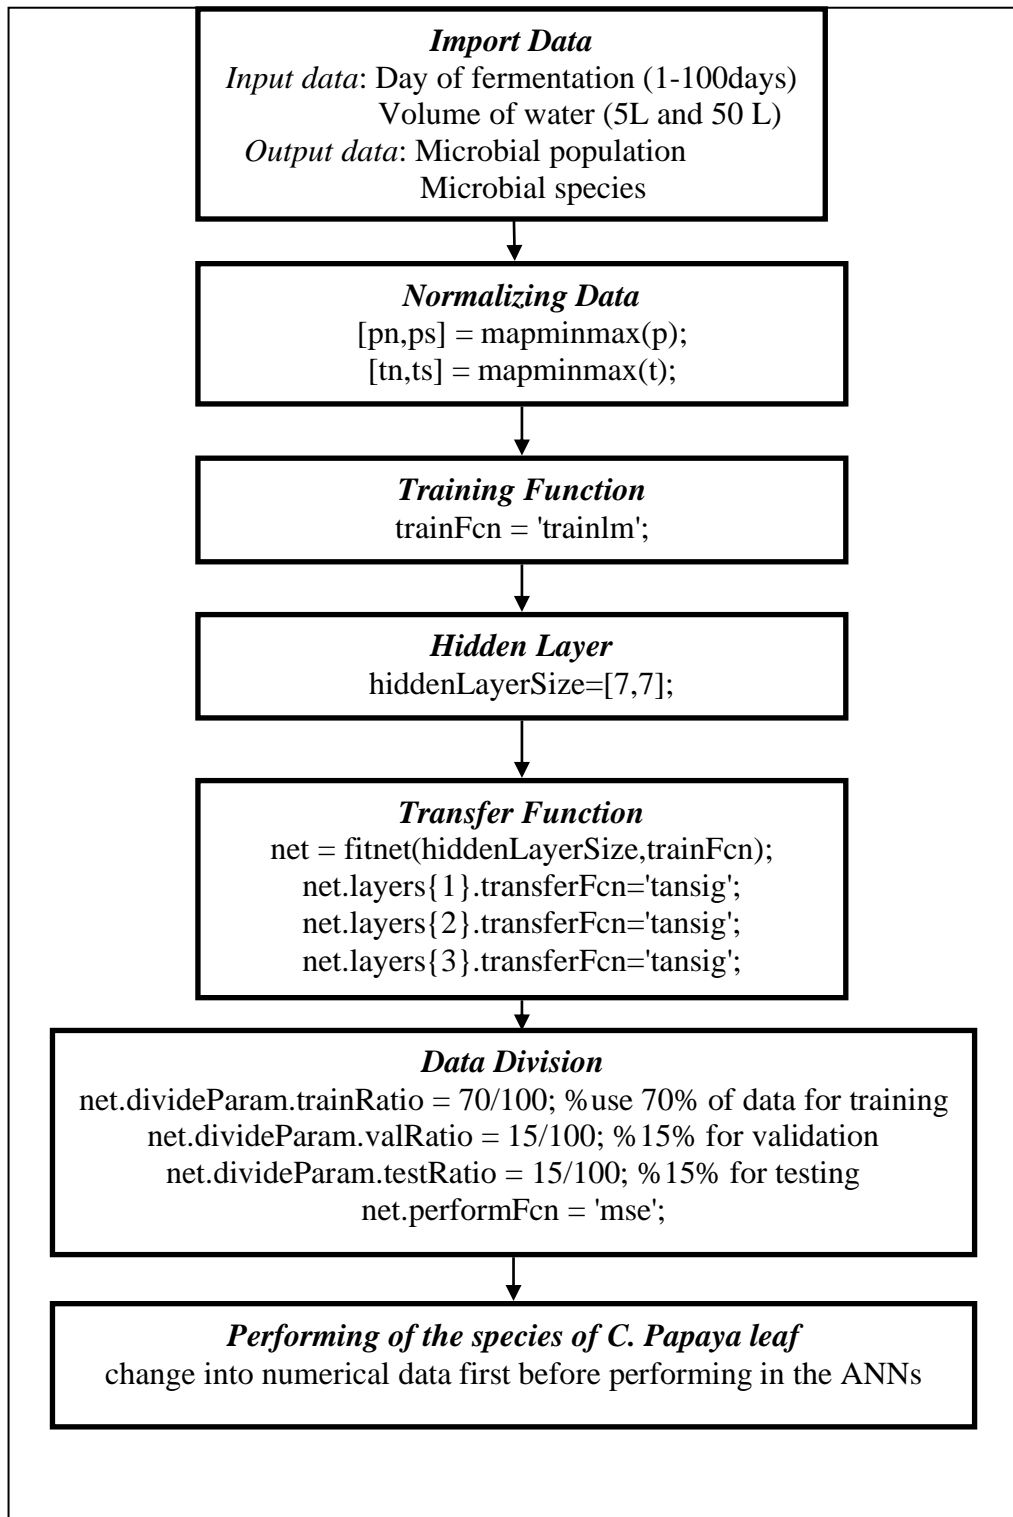 Import Data
Input data: Day of fermentation (1-100days)
Volume of water (5L and 50 L)
Output data: Microbial population
Microbial species
Normalizing Data
[pn,ps] = mapminmax(p);
[tn,ts] = mapminmax(t);
Training Function
trainFcn = 'trainlm';
Hidden Layer
hiddenLayerSize=[7,7];
Transfer Function
net = fitnet(hiddenLayerSize,trainFcn);
net.layers{1}.transferFcn='tansig';
net.layers{2}.transferFcn='tansig';
net.layers{3}.transferFcn='tansig';
Data Division
net.divideParam.trainRatio = 70/100; %use 70% of data for training
net.divideParam.valRatio = 15/100; %15% for validation
net.divideParam.testRatio = 15/100; %15% for testing
net.performFcn = 'mse';
Performing of the species of C. Papaya leaf
change into numerical data first before performing in the ANNs